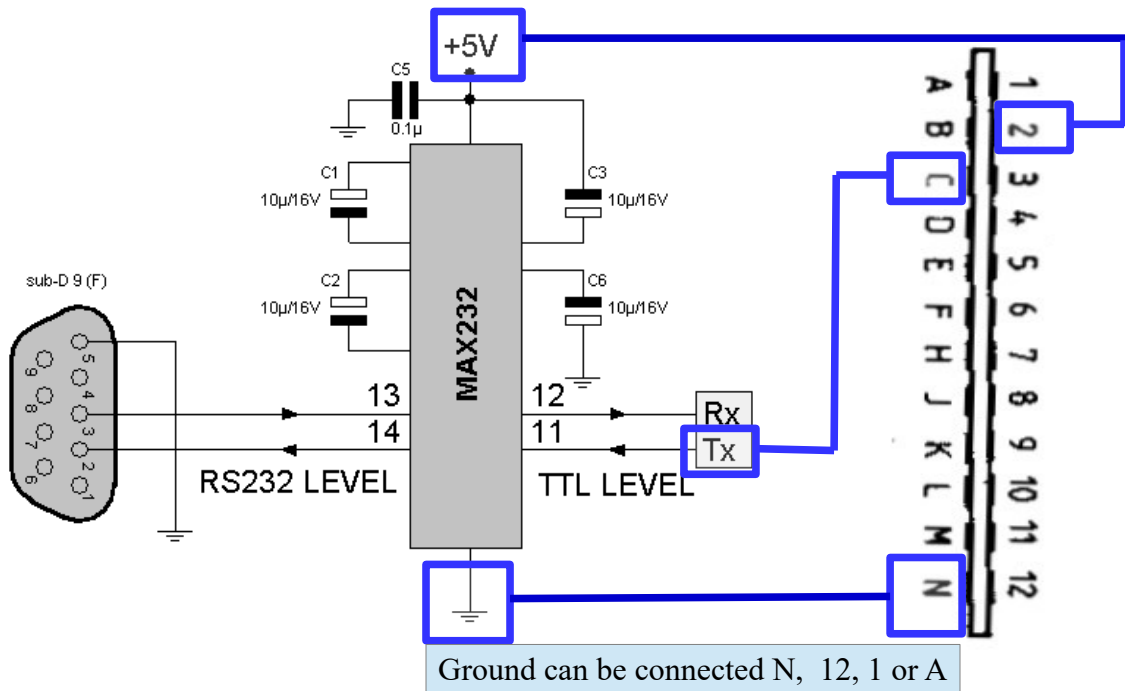 +5V
C5
0.1µ
C1
10µ/16V
C3
10µ/16V
C2
10µ/16V
C6
10µ/16V
MAX232
sub-D 9 (F)
5
9
4
8
3
7
2
6
1
13
12
Rx
14
11
Tx
RS232 LEVEL
TTL LEVEL
A
1
B
2
C
3
D
4
E
5
F
6
H
7
J
8
K
9
L
10
M
11
N
12
Ground can be connected N, 12, 1 or A